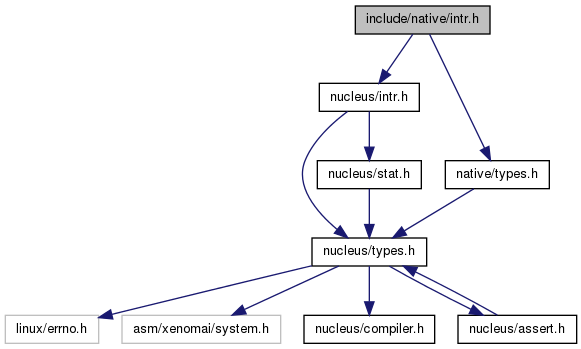 include/native/intr.h
nucleus/intr.h
nucleus/stat.h
native/types.h
nucleus/types.h
linux/errno.h
asm/xenomai/system.h
nucleus/compiler.h
nucleus/assert.h